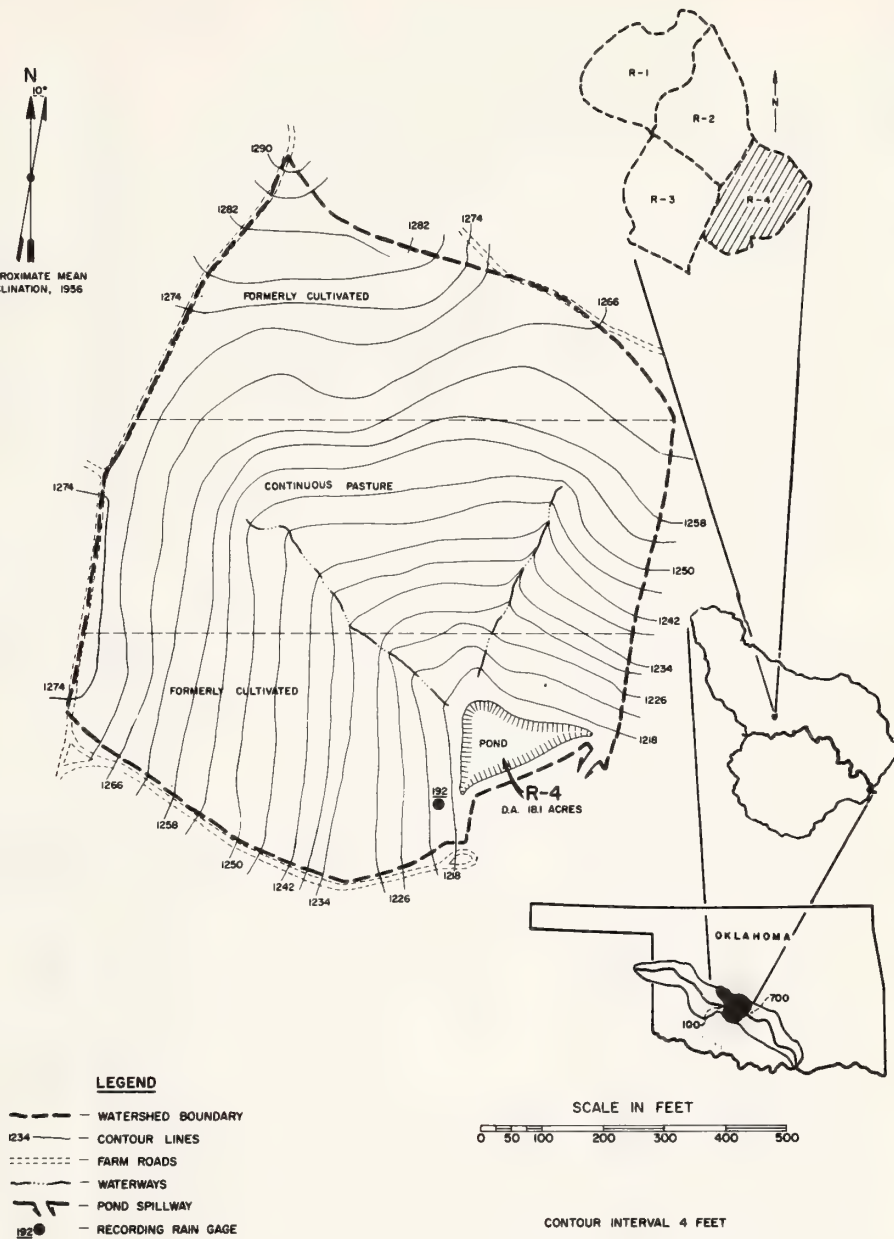 N
10°
ROXIMATE MEAN
LINATION, 1956
R-1
R-2
N
R-3
R-4
1290
1282
1282
1274
1274
FORMERLY CULTIVATED
1266
1274
CONTINUOUS PASTURE
1258
1250
1242
1234
1226
1218
FORMERLY CULTIVATED
1274
POND
R-4
D.A. 18.1 ACRES
192
1266
1258
1250
1242
1234
1226
1218
OKLAHOMA
100
700
LEGEND
– WATERSHED BOUNDARY
1234 – CONTOUR LINES
– FARM ROADS
– WATERWAYS
– POND SPILLWAY
192 – RECORDING RAIN GAGE
SCALE IN FEET
0 50 100 200 300 400 500
CONTOUR INTERVAL 4 FEET